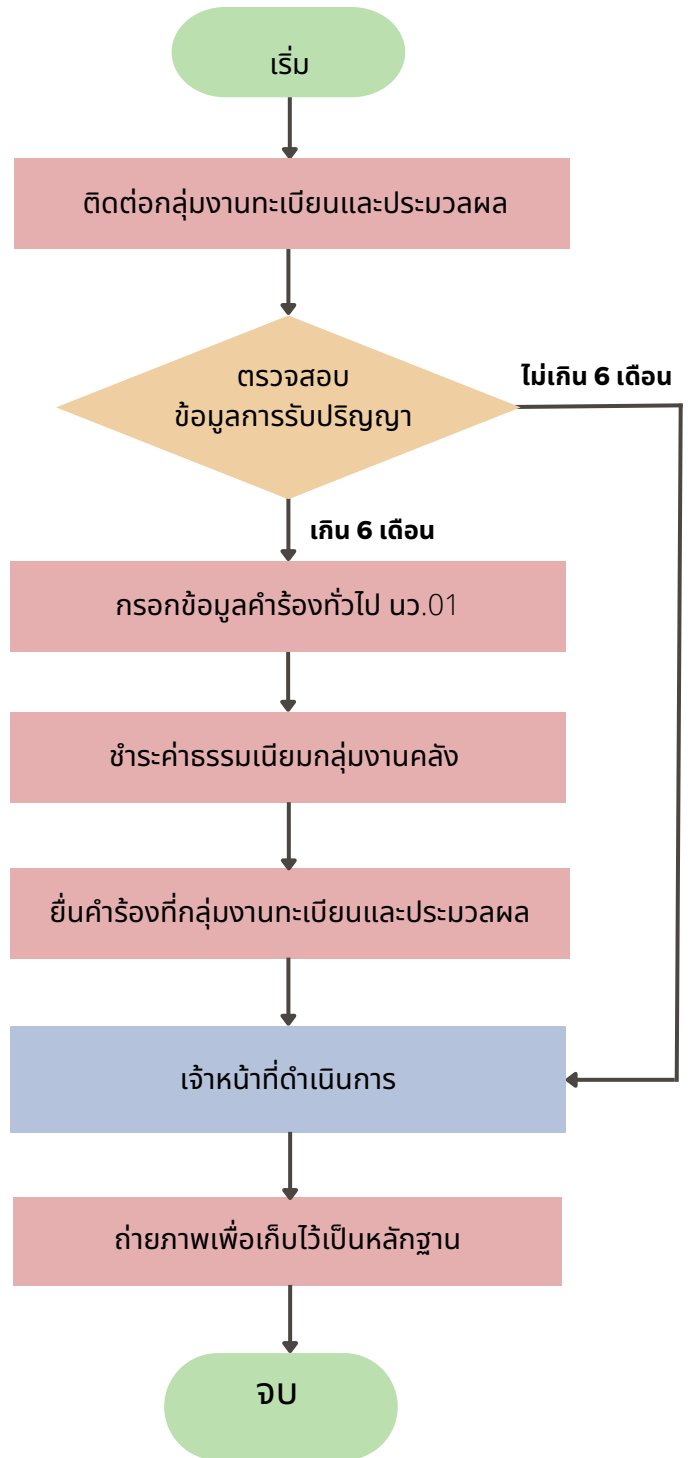 เริ่ม
ติดต่อกลุ่มงานทะเบียนและประมวลผล
ตรวจสอบ
ข้อมูลการรับปริญญา
ไม่เกิน 6 เดือน
เกิน 6 เดือน
กรอกข้อมูลคำร้องทั่วไป นว.01
ชำระค่าธรรมเนียมกลุ่มงานคลัง
ยื่นคำร้องที่กลุ่มงานทะเบียนและประมวลผล
เจ้าหน้าที่ดำเนินการ
ถ่ายภาพเพื่อเก็บไว้เป็นหลักฐาน
จบ